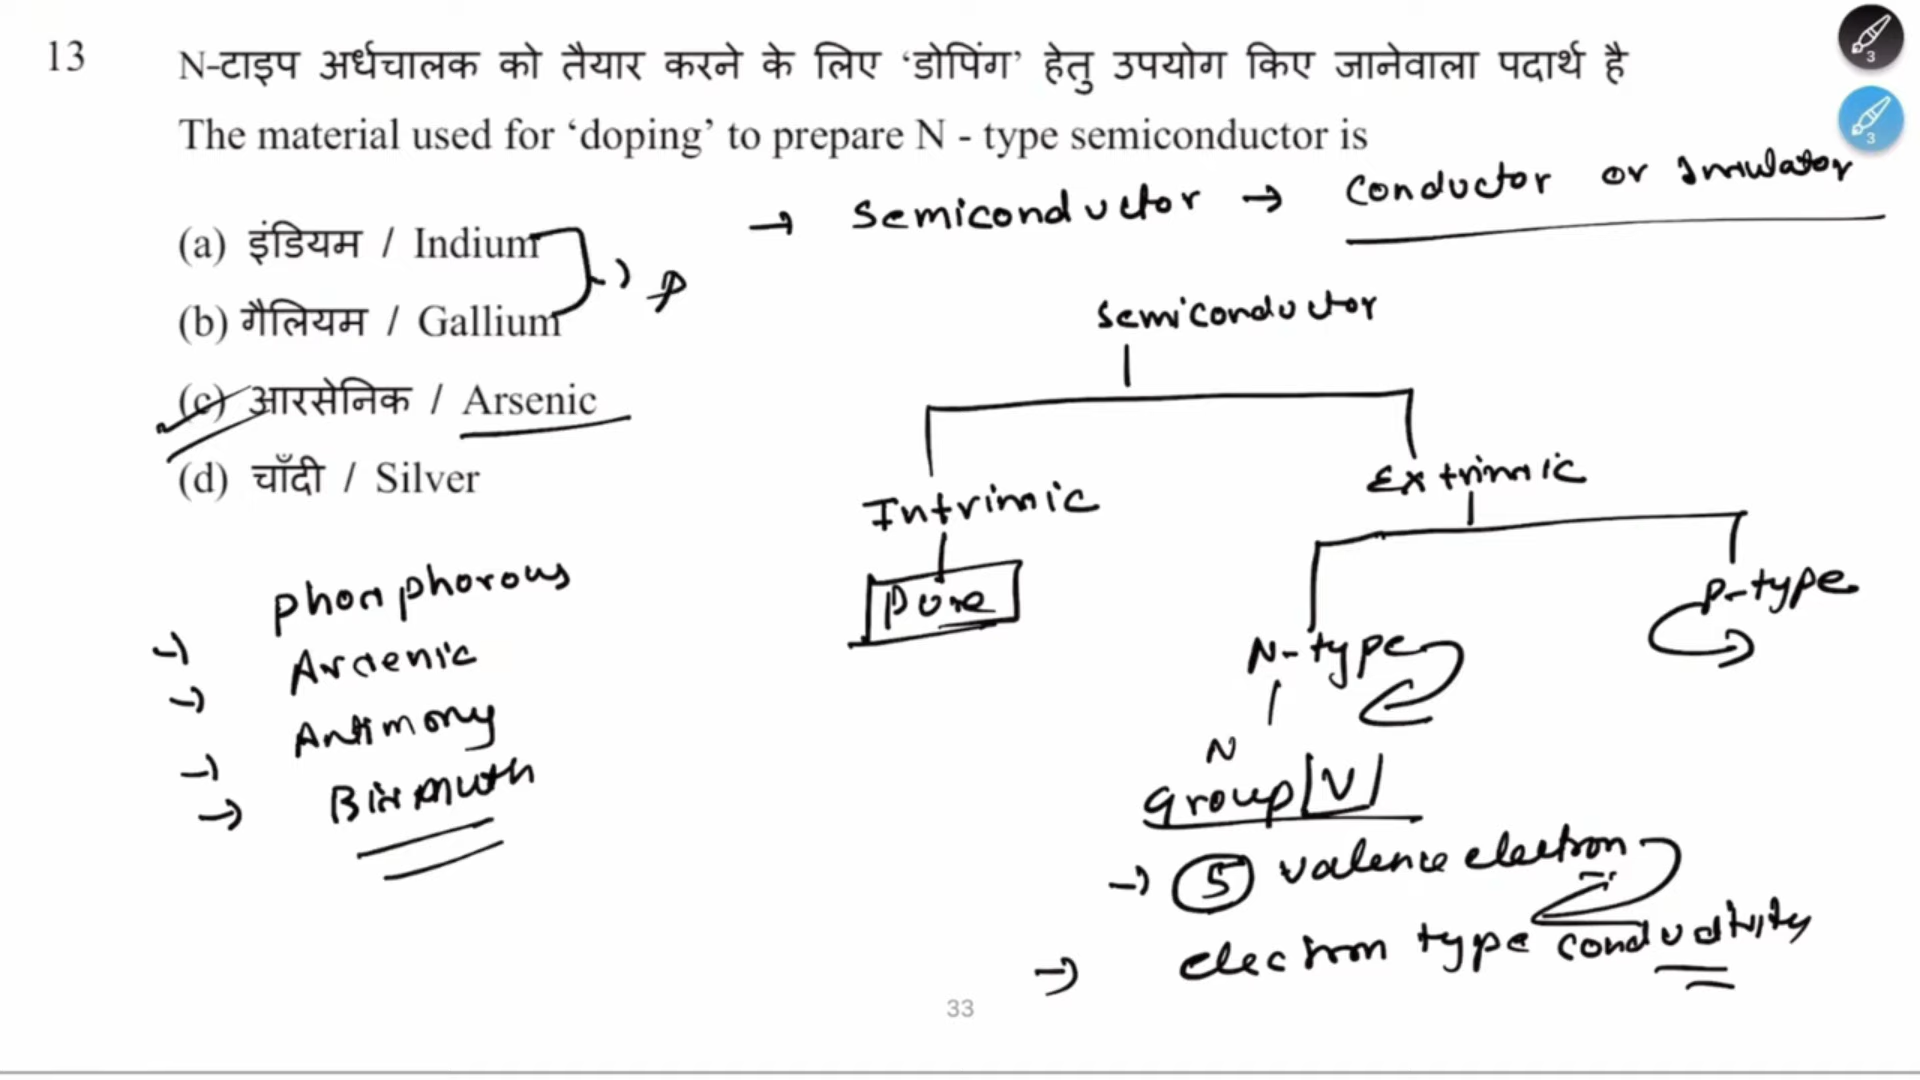 13 N-टाइप अर्धचालक को तैयार करने के लिए ‘डोपिंग’ हेतु उपयोग किए जानेवाला पदार्थ है
The material used for ‘doping’ to prepare N - type semiconductor is
→ Semiconductor → Conductor or Insulator
(a) इंडियम / Indium
P
(b) गैलियम / Gallium
(c) आरसेनिक / Arsenic
(d) चाँदी / Silver
Semiconductor
Intrinsic
Extrinsic
Pure
N-type
P-type
Phosphorous
→ Arsenic
→ Antimony
→ Bismuth
→
N
group V
→ 5 valence electron
→ electron type conductivity
33
3
3